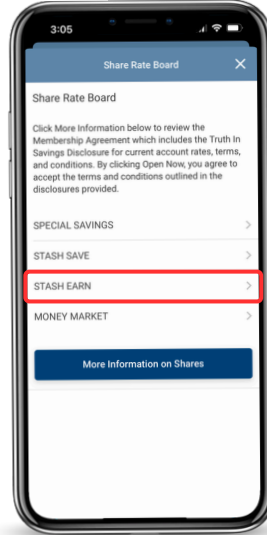 3:05
Share Rate Board
Share Rate Board
Click More Information below to review the
Membership Agreement which includes the Truth In
Savings Disclosure for current account rates, terms,
and conditions. By clicking Open Now, you agree to
accept the terms and conditions outlined in the
disclosures provided.
SPECIAL SAVINGS
STASH SAVE
STASH EARN
MONEY MARKET
More Information on Shares